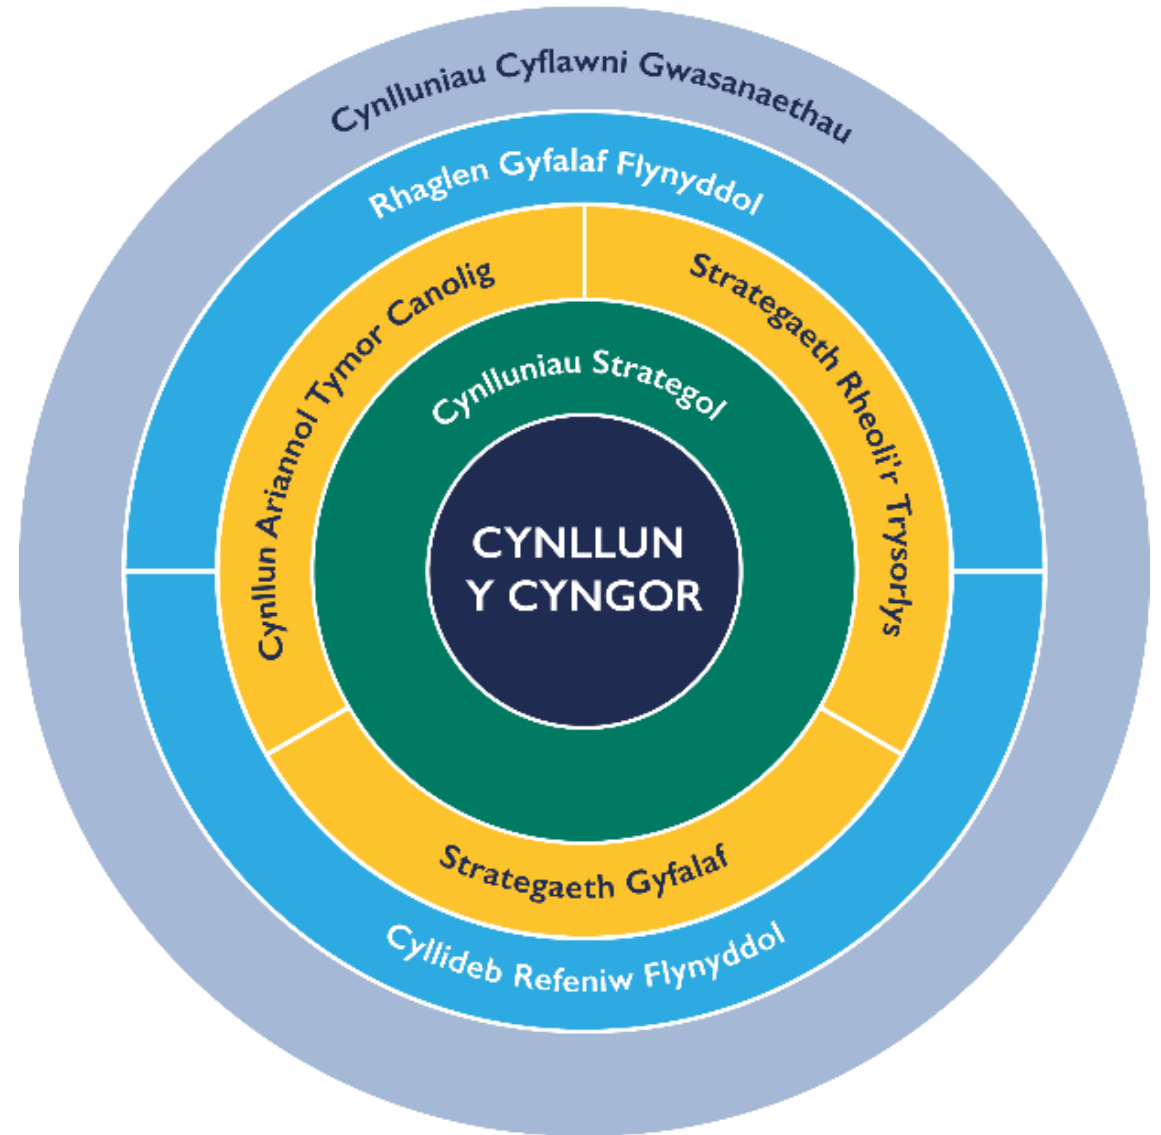 Cynlluniau Cyflawni Gwasanaethau
Rhaglen Gyfalaf Flynyddol
Cynllun Ariannol Tymor Canolig
Strategaeth Rheoli'r Trysorlys
Cynlluniau Strategol
CYNLLUN
Y CYNGOR
Strategaeth Gyfalaf
Cyllideb Refeniw Flynyddol